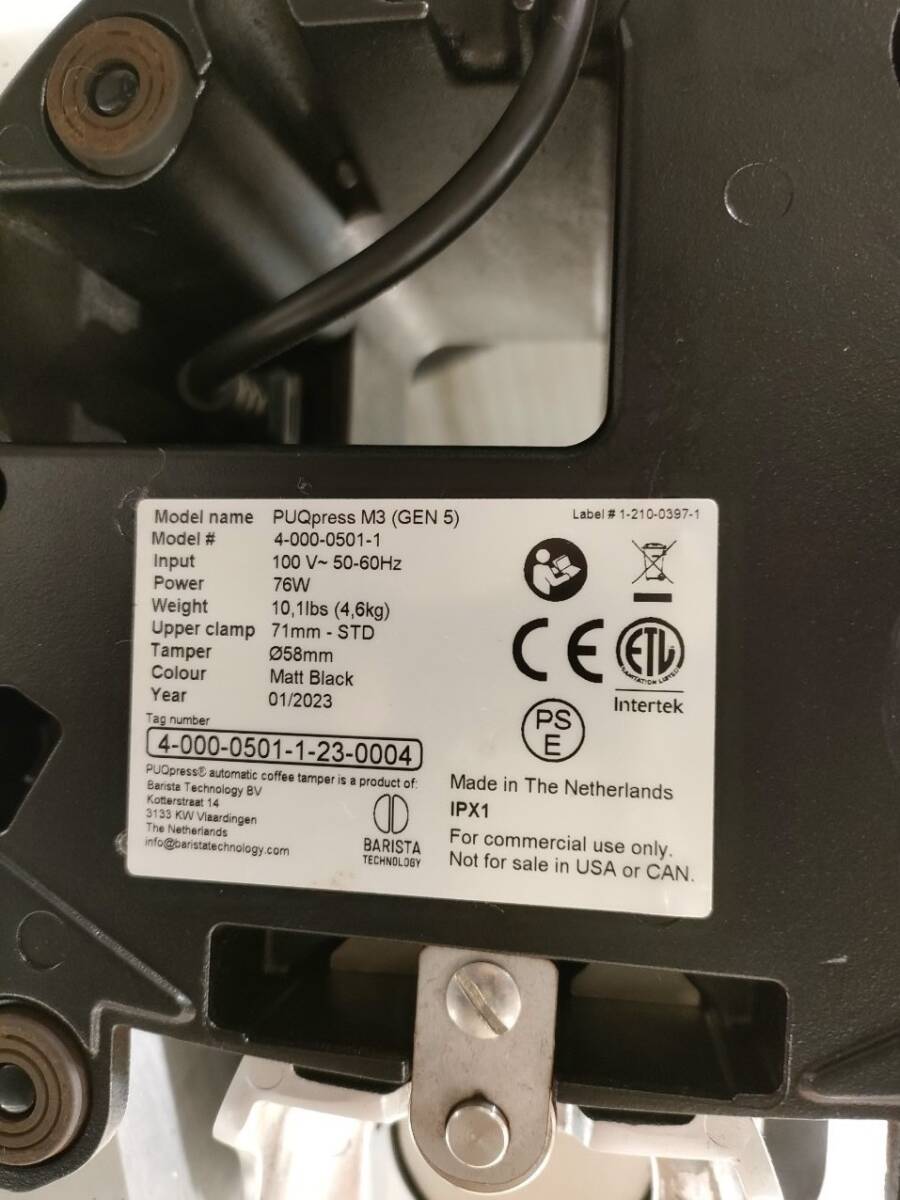 Model name PUQpress M3 (GEN 5)
Label # 1-210-0397-1
Model # 4-000-0501-1
Input 100 V~ 50-60Hz
Power 76W
Weight 10,1lbs (4,6kg)
Upper clamp 71mm - STD
Tamper Ø58mm
Colour Matt Black
Year 01/2023
Tag number
4-000-0501-1-23-0004
PUQpress® automatic coffee tamper is a product of:
Barista Technology BV
Kotterstraat 14
3133 KW Vlaardingen
The Netherlands
info@baristatechnology.com
BARISTA
TECHNOLOGY
CE
ETL
SANITATION LISTED
Intertek
PS
E
Made in The Netherlands
IPX1
For commercial use only.
Not for sale in USA or CAN.